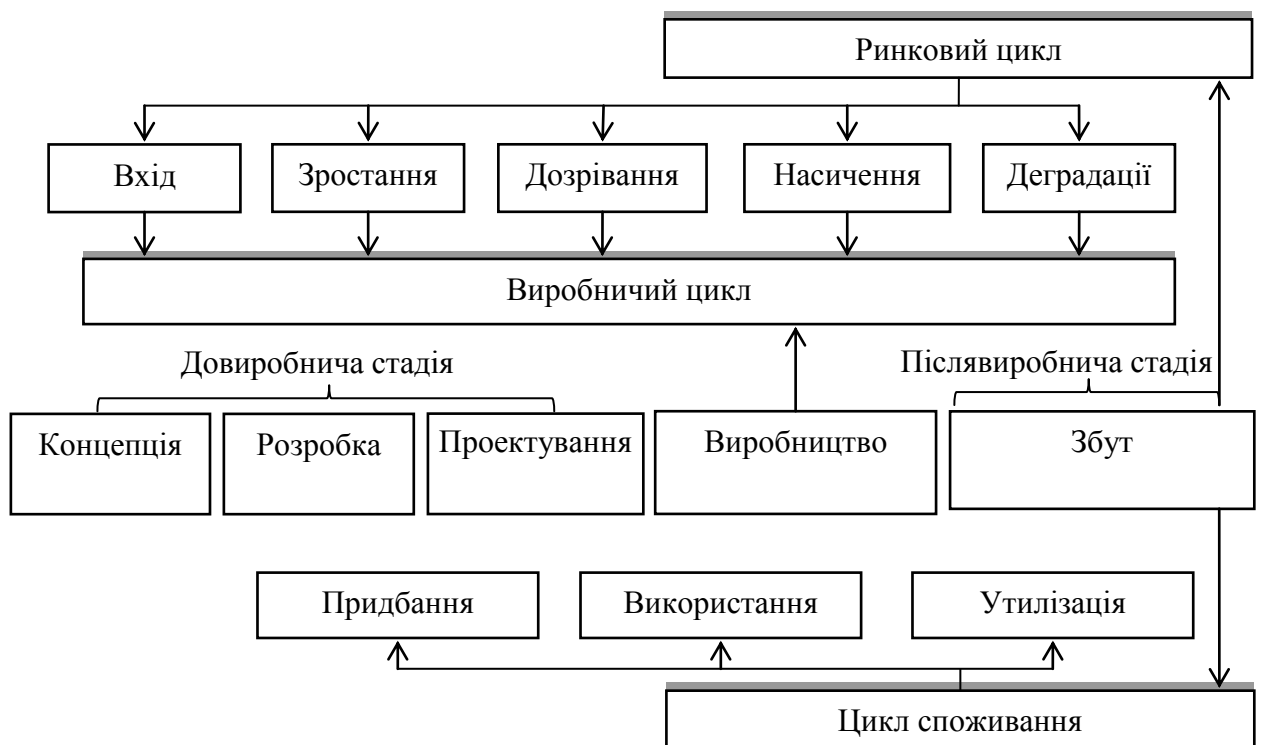 Ринковий цикл
Вхід
Зростання
Дозрівання
Насичення
Деградації
Виробничий цикл
Довиробнича стадія
Післявиробнича стадія
Концепція
Розробка
Проектування
Виробництво
Збут
Придбання
Використання
Утилізація
Цикл споживання